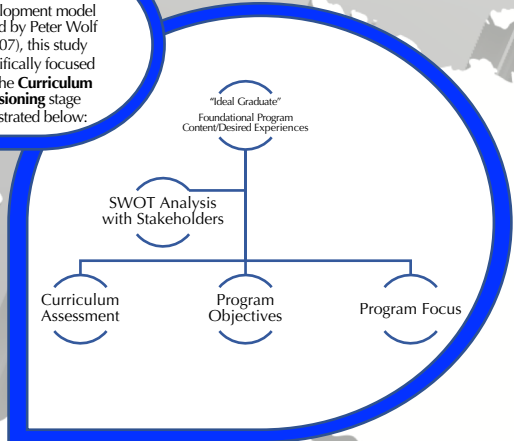 lopment model
d by Peter Wolf
07), this study
ifically focused
he Curriculum
sioning stage
strated below:
"Ideal Graduate"
Foundational Program
Content/Desired Experiences
SWOT Analysis
with Stakeholders
Curriculum
Assessment
Program
Objectives
Program Focus